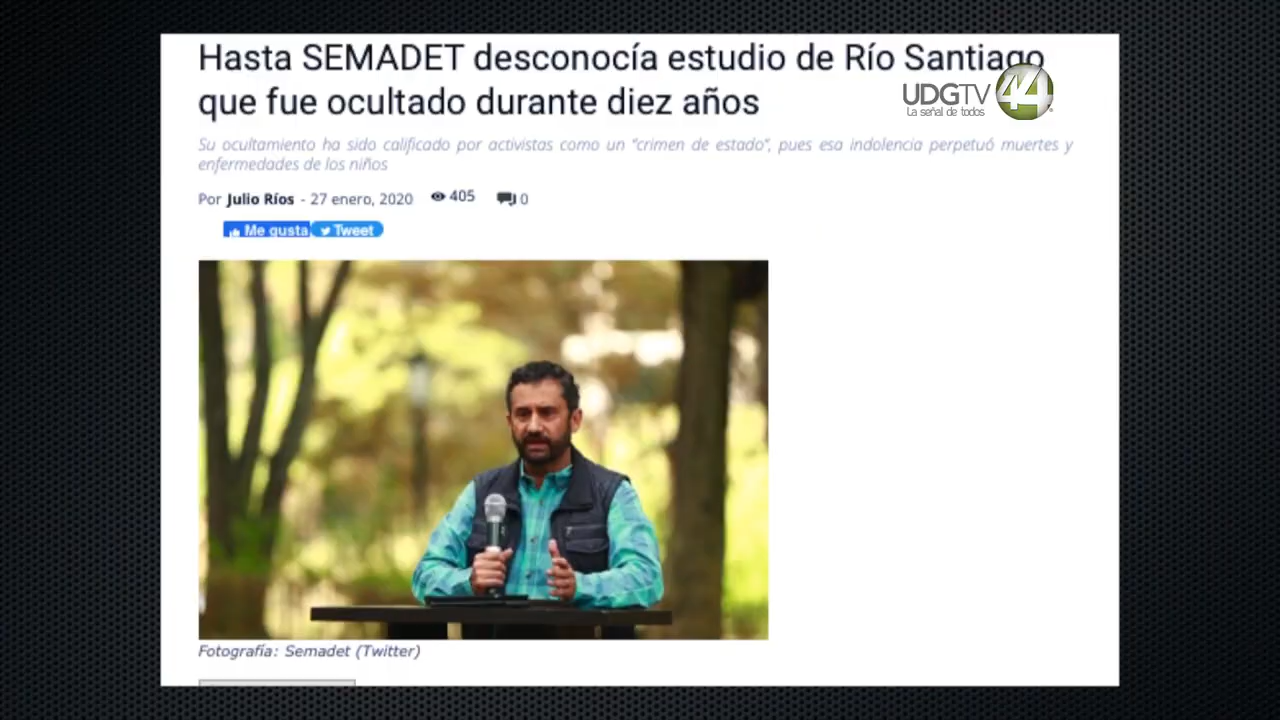 Hasta SEMADET desconocía estudio de Río Santiago
que fue ocultado durante diez años
UDGTV 44
La señal de todos
Su ocultamiento ha sido calificado por activistas como un "crimen de estado", pues esa indolencia perpetuó muertes y
enfermedades de los niños
Por Julio Ríos - 27 enero, 2020 405 0
Me gusta Tweet
Fotografía: Semadet (Twitter)